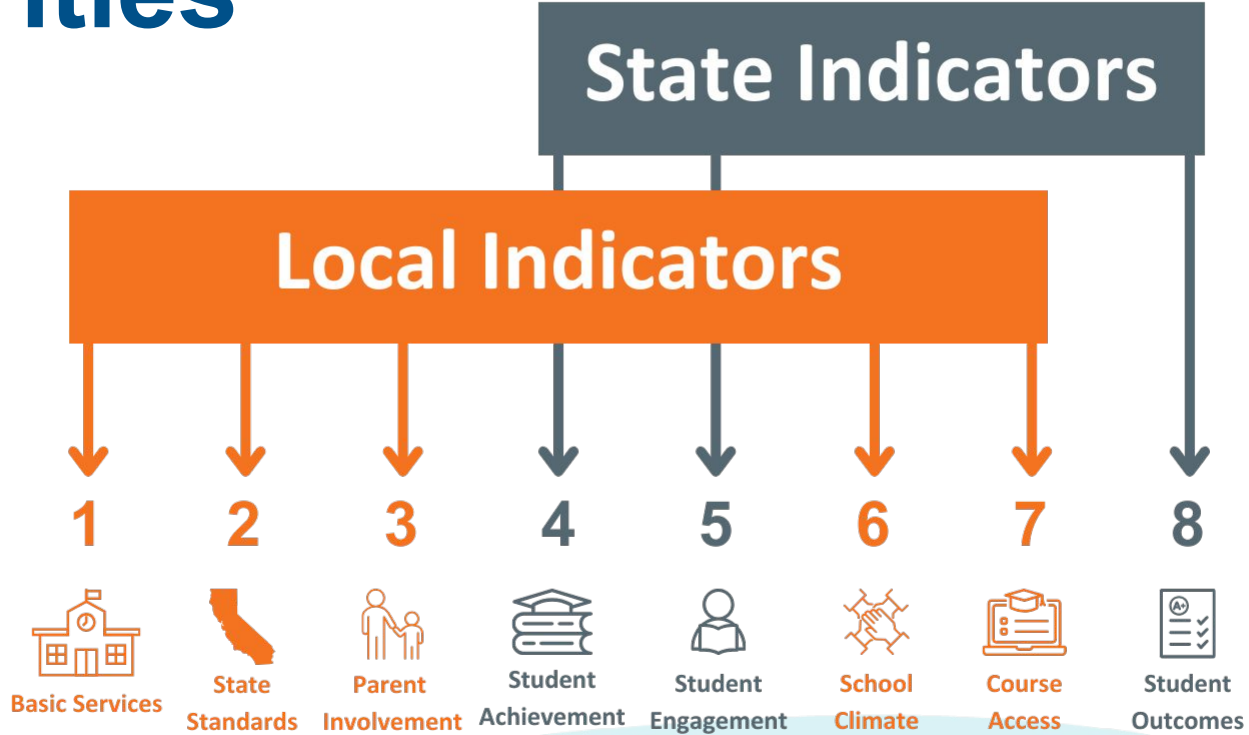 ities
State Indicators
Local Indicators
1 2 3 4 5 6 7 8
A+
Basic Services
State
Standards
Parent
Involvement
Student
Achievement
Student
Engagement
School
Climate
Course
Access
Student
Outcomes